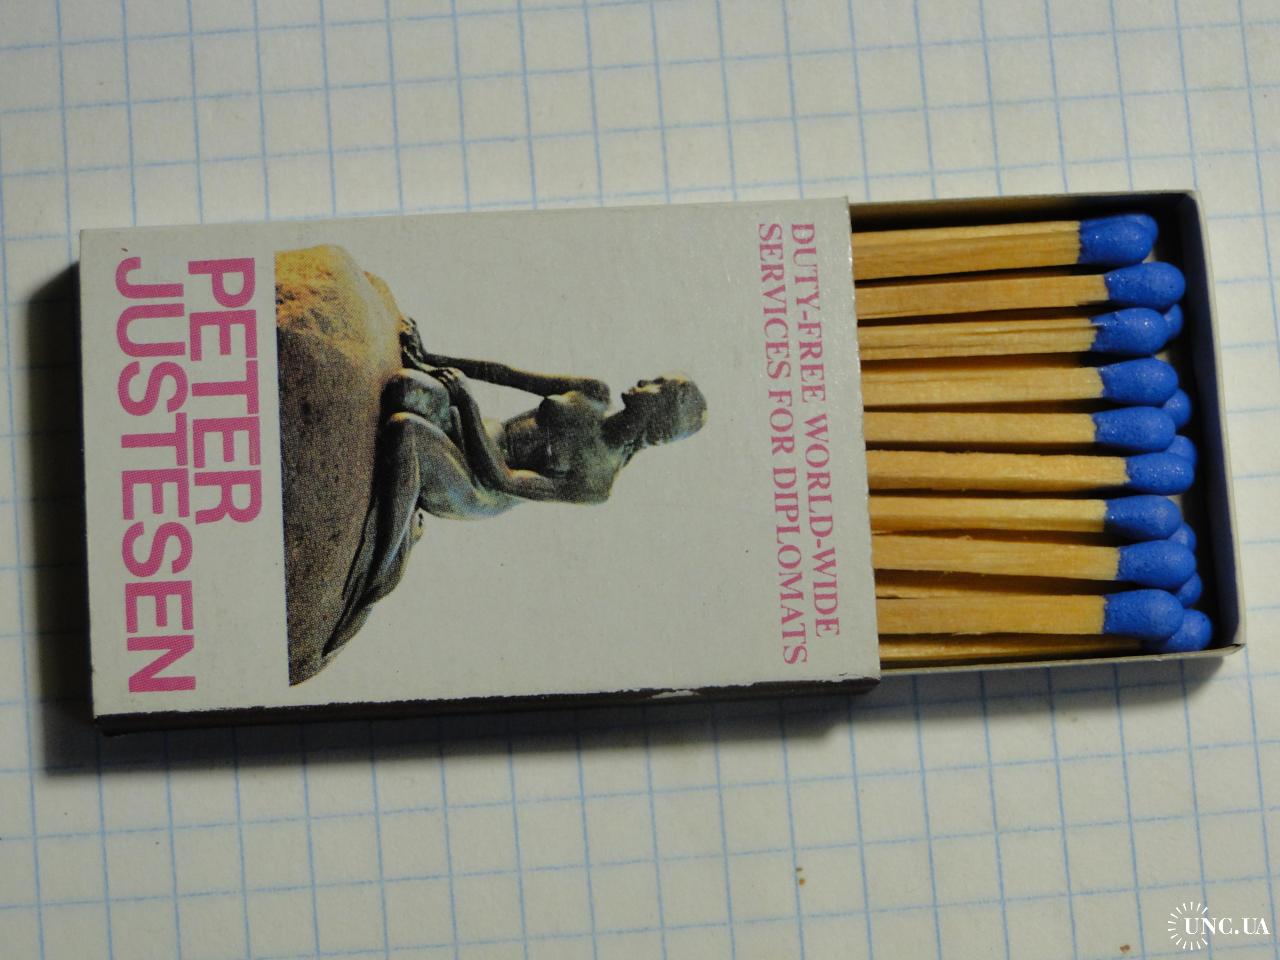 DUTY-FREE WORLD-WIDE
SERVICES FOR DIPLOMATS
PETER
JUSTESEN
UNC.UA